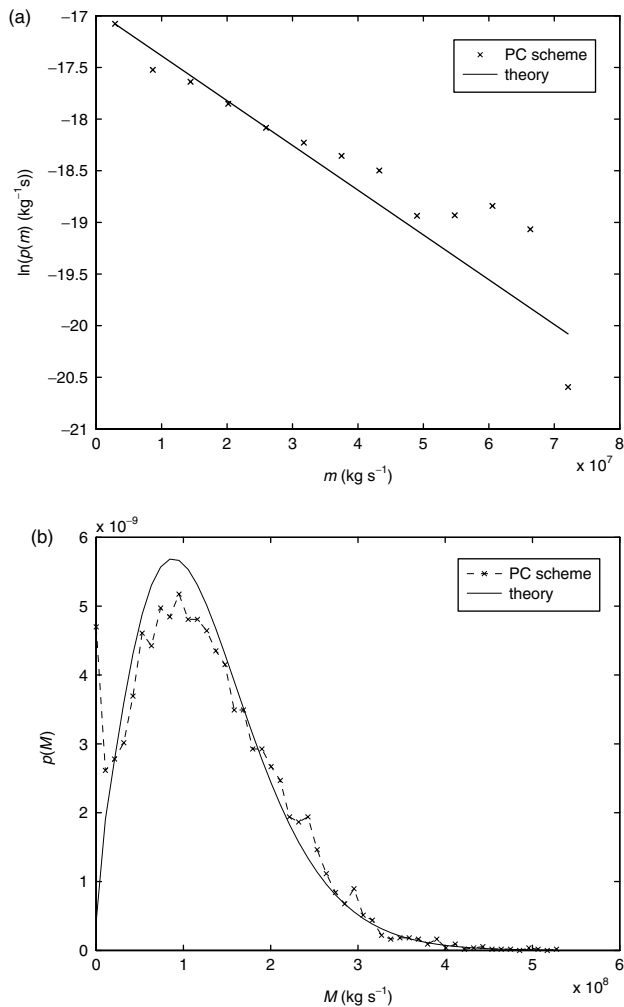 (a)
−17
−17.5
−18
−18.5
−19
−19.5
−20
−20.5
−21
ln(p(m) (kg⁻¹s))
PC scheme
theory
0 1 2 3 4 5 6 7 8
m (kg s⁻¹)
x 10⁷
(b)
x 10⁻⁹
6
5
4
3
2
1
0
p(M)
PC scheme
theory
0 1 2 3 4 5 6
M (kg s⁻¹)
x 10⁸